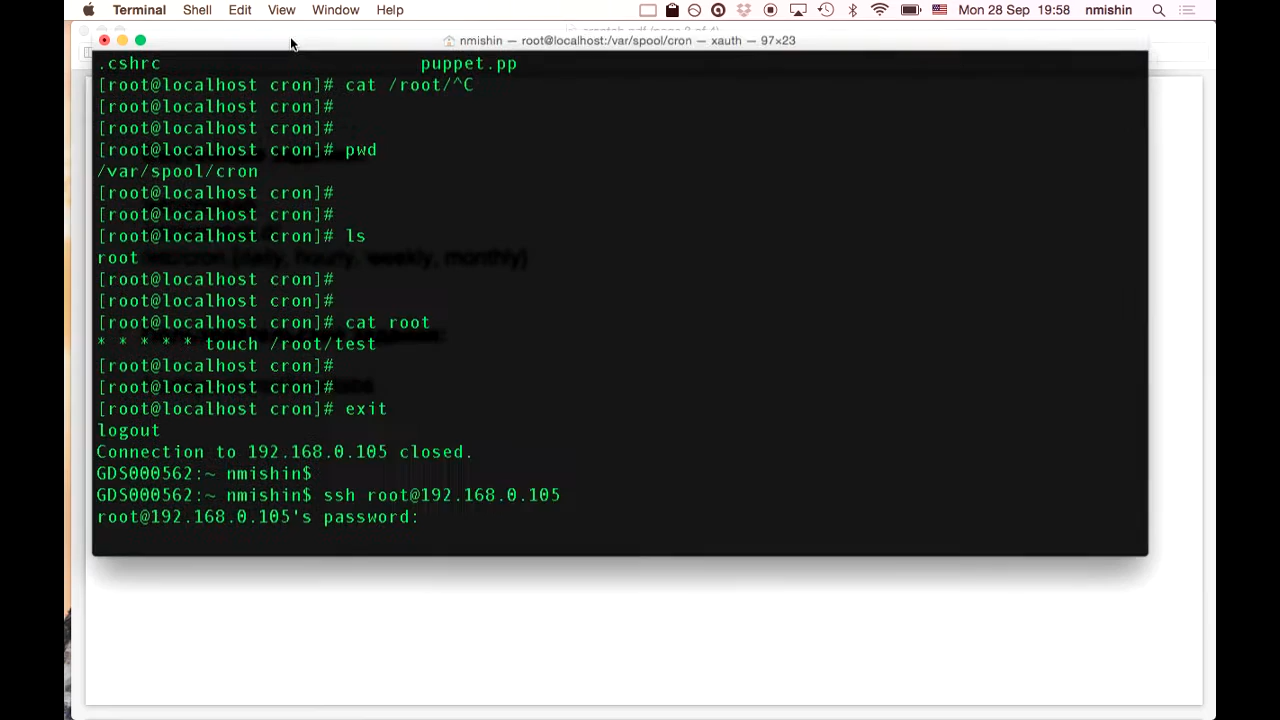 Terminal Shell Edit View Window Help Mon 28 Sep 19:58 nmishin
nmishin — root@localhost:/var/spool/cron — xauth — 97×23
.cshrc puppet.pp
[root@localhost cron]# cat /root/^C
[root@localhost cron]#
[root@localhost cron]#
[root@localhost cron]# pwd
/var/spool/cron
[root@localhost cron]#
[root@localhost cron]#
[root@localhost cron]# ls
root
[root@localhost cron]#
[root@localhost cron]#
[root@localhost cron]# cat root
* * * * * touch /root/test
[root@localhost cron]#
[root@localhost cron]#
[root@localhost cron]# exit
logout
Connection to 192.168.0.105 closed.
GDS000562:~ nmishin$
GDS000562:~ nmishin$ ssh root@192.168.0.105
root@192.168.0.105's password: